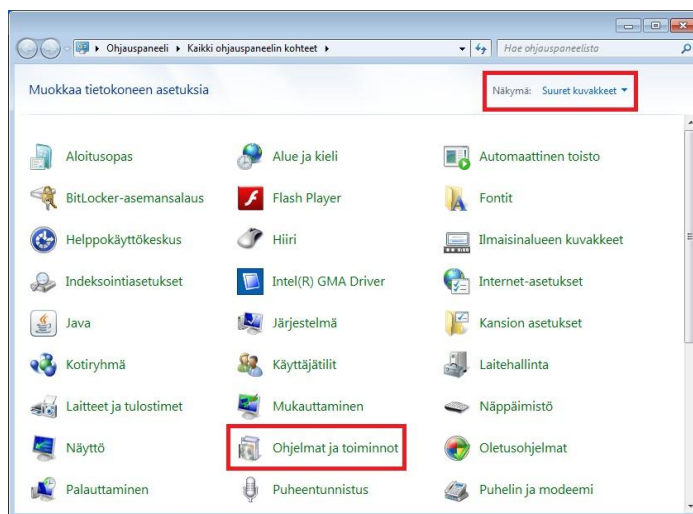 Ohjauspaneeli ▸ Kaikki ohjauspaneelin kohteet ▸ Hae ohjauspaneelista
Muokkaa tietokoneen asetuksia Näkymä: Suuret kuvakkeet
Aloitusopas Alue ja kieli Automaattinen toisto
BitLocker-asemansalaus Flash Player Fontit
Helppokäyttökeskus Hiiri Ilmaisinalueen kuvakkeet
Indeksointiasetukset Intel(R) GMA Driver Internet-asetukset
Java Järjestelmä Kansion asetukset
Kotiryhmä Käyttäjätilit Laitehallinta
Laitteet ja tulostimet Mukauttaminen Näppäimistö
Näyttö Ohjelmat ja toiminnot Oletusohjelmat
Palauttaminen Puheentunnistus Puhelin ja modeemi